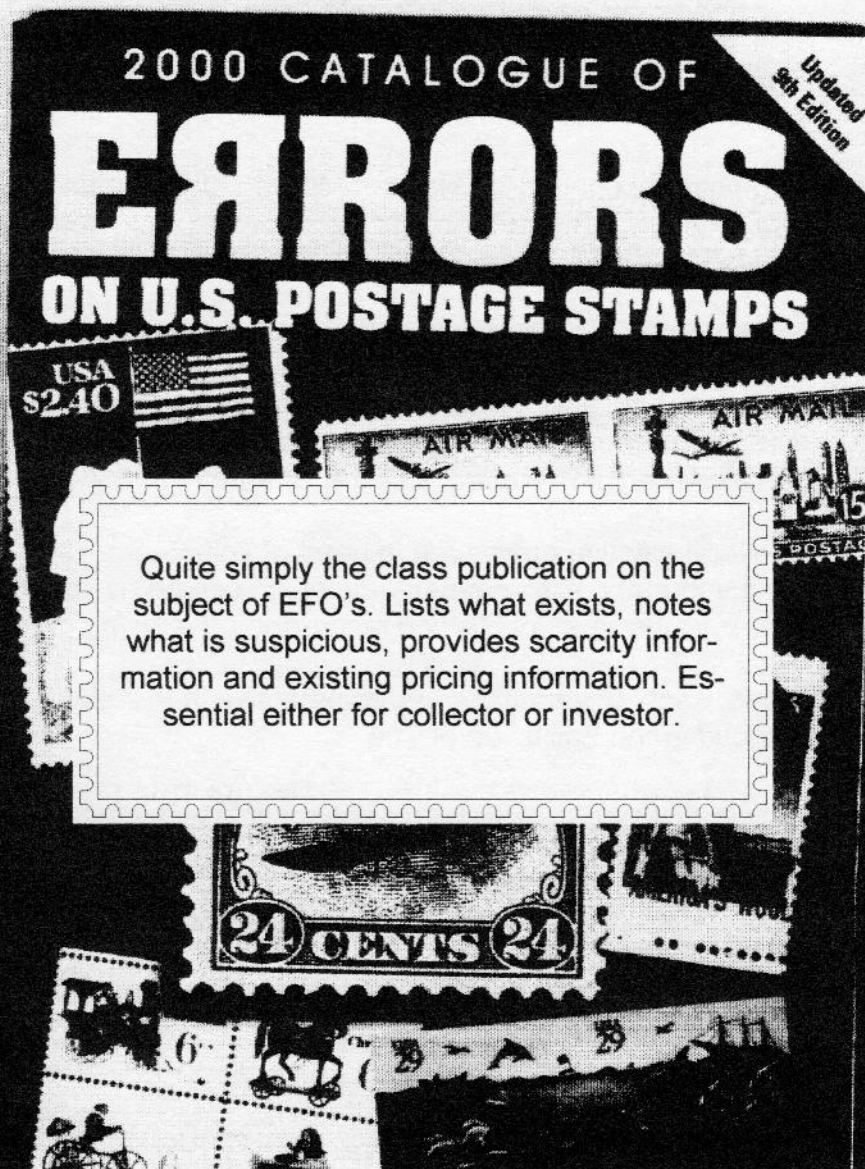 2000 CATALOGUE OF
Updated
9th Edition
EЯRORS
ON U.S. POSTAGE STAMPS
USA
$2.40
AIR MAIL
AIR MAIL
15
POSTAG
Quite simply the class publication on the
subject of EFO's. Lists what exists, notes
what is suspicious, provides scarcity infor-
mation and existing pricing information. Es-
sential either for collector or investor.
24 CENTS 24
6
29
29